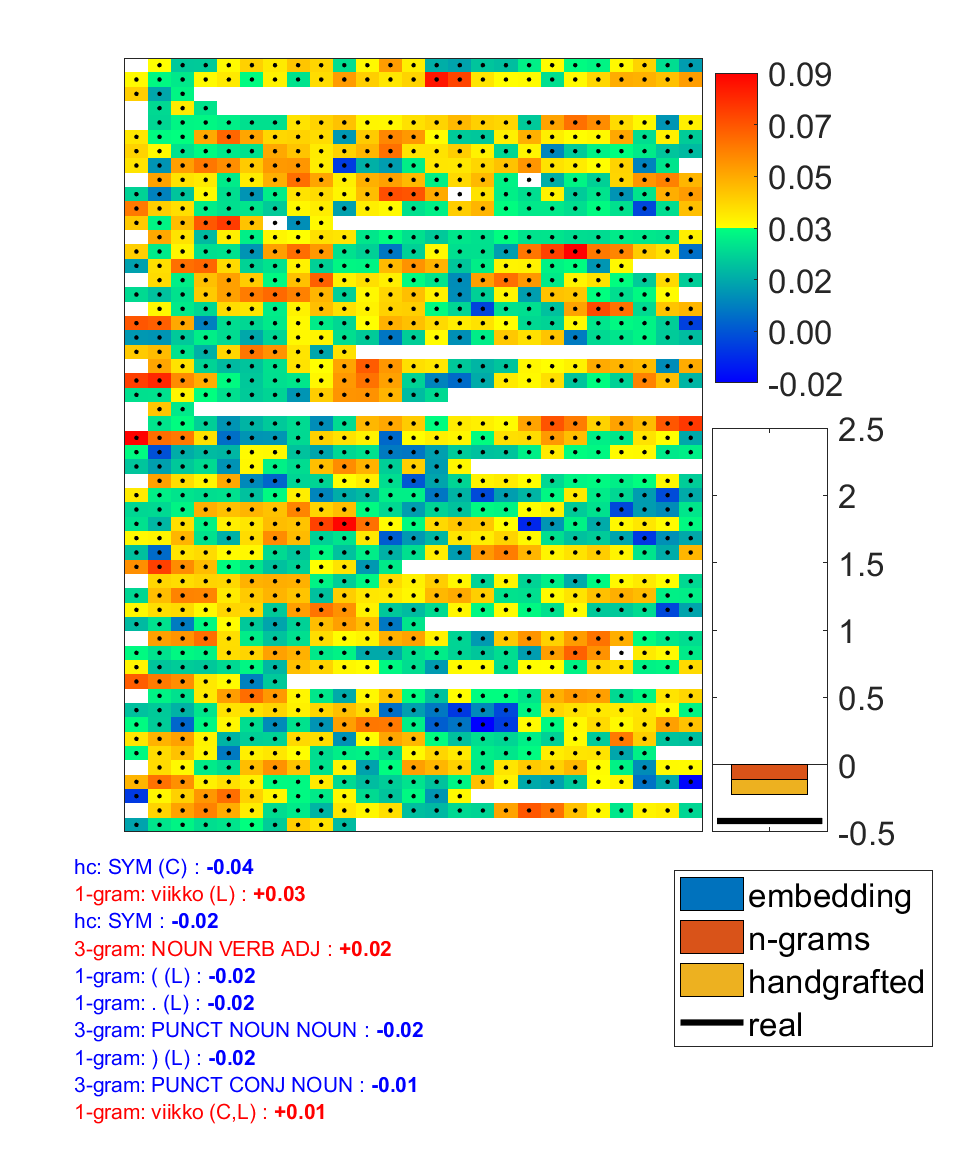 0.09
0.07
0.05
0.03
0.02
0.00
-0.02
2.5
2
1.5
1
0.5
0
-0.5
hc: SYM (C) : -0.04
1-gram: viikko (L) : +0.03
hc: SYM : -0.02
3-gram: NOUN VERB ADJ : +0.02
1-gram: ( (L) : -0.02
1-gram: . (L) : -0.02
3-gram: PUNCT NOUN NOUN : -0.02
1-gram: ) (L) : -0.02
3-gram: PUNCT CONJ NOUN : -0.01
1-gram: viikko (C,L) : +0.01
embedding
n-grams
handgrafted
real